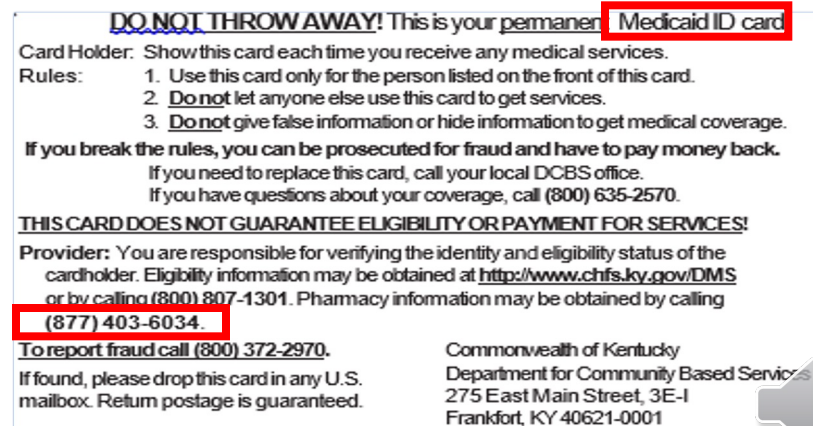 DO NOT THROW AWAY! This is your permanent Medicaid ID card
Card Holder: Show this card each time you receive any medical services.
Rules: 1. Use this card only for the person listed on the front of this card.
2. Do not let anyone else use this card to get services.
3. Do not give false information or hide information to get medical coverage.
If you break the rules, you can be prosecuted for fraud and have to pay money back.
If you need to replace this card, call your local DCBS office.
If you have questions about your coverage, call (800) 635-2570.
THIS CARD DOES NOT GUARANTEE ELIGIBILITY OR PAYMENT FOR SERVICES!
Provider: You are responsible for verifying the identity and eligibility status of the
cardholder. Eligibility information may be obtained at http://www.chfs.ky.gov/DMS
or by calling (800) 807-1301. Pharmacy information may be obtained by calling
(877) 403-6034.
To report fraud call (800) 372-2970.
If found, please drop this card in any U.S.
mailbox. Return postage is guaranteed.
Commonwealth of Kentucky
Department for Community Based Services
275 East Main Street, 3E-I
Frankfort, KY 40621-0001